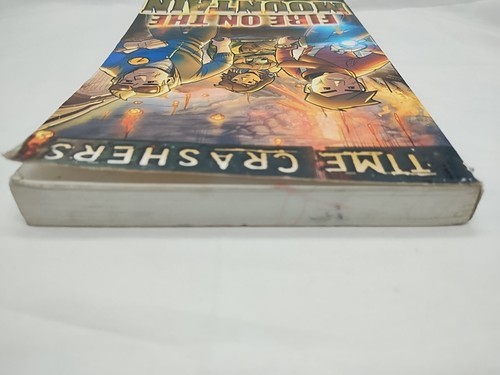 TIME CRASHERS
FIRE ON THE
MOUNTAIN